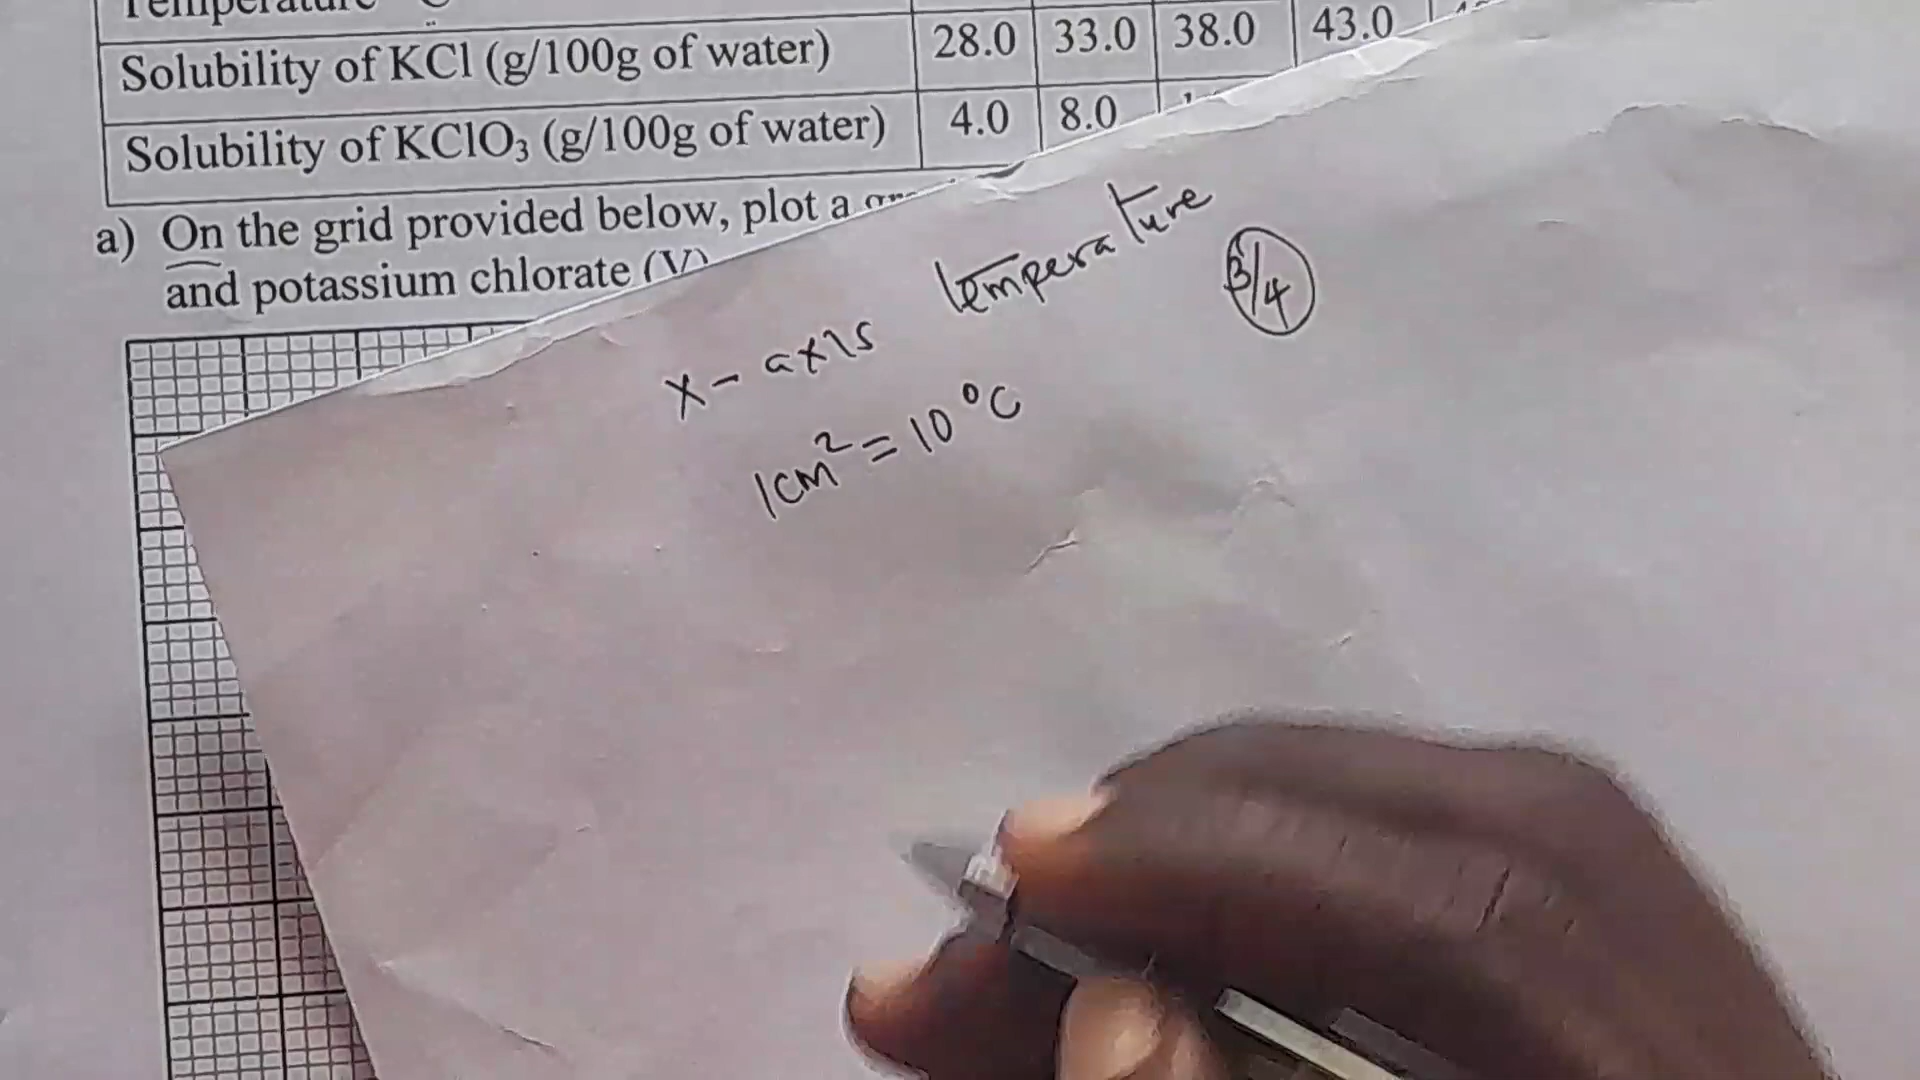 Temperature °C
Solubility of KCl (g/100g of water) 28.0 33.0 38.0 43.0
Solubility of KClO₃ (g/100g of water) 4.0 8.0
a) On the grid provided below, plot a
and potassium chlorate (V)
x - axis temperature
3/4
1cm² = 10 °C